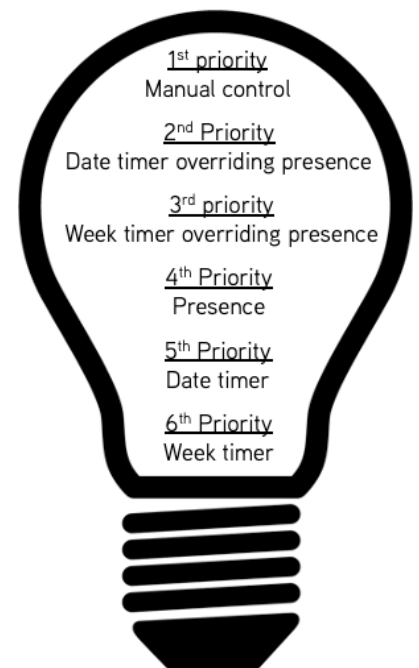 1st priority
Manual control
2nd Priority
Date timer overriding presence
3rd priority
Week timer overriding presence
4th Priority
Presence
5th Priority
Date timer
6th Priority
Week timer